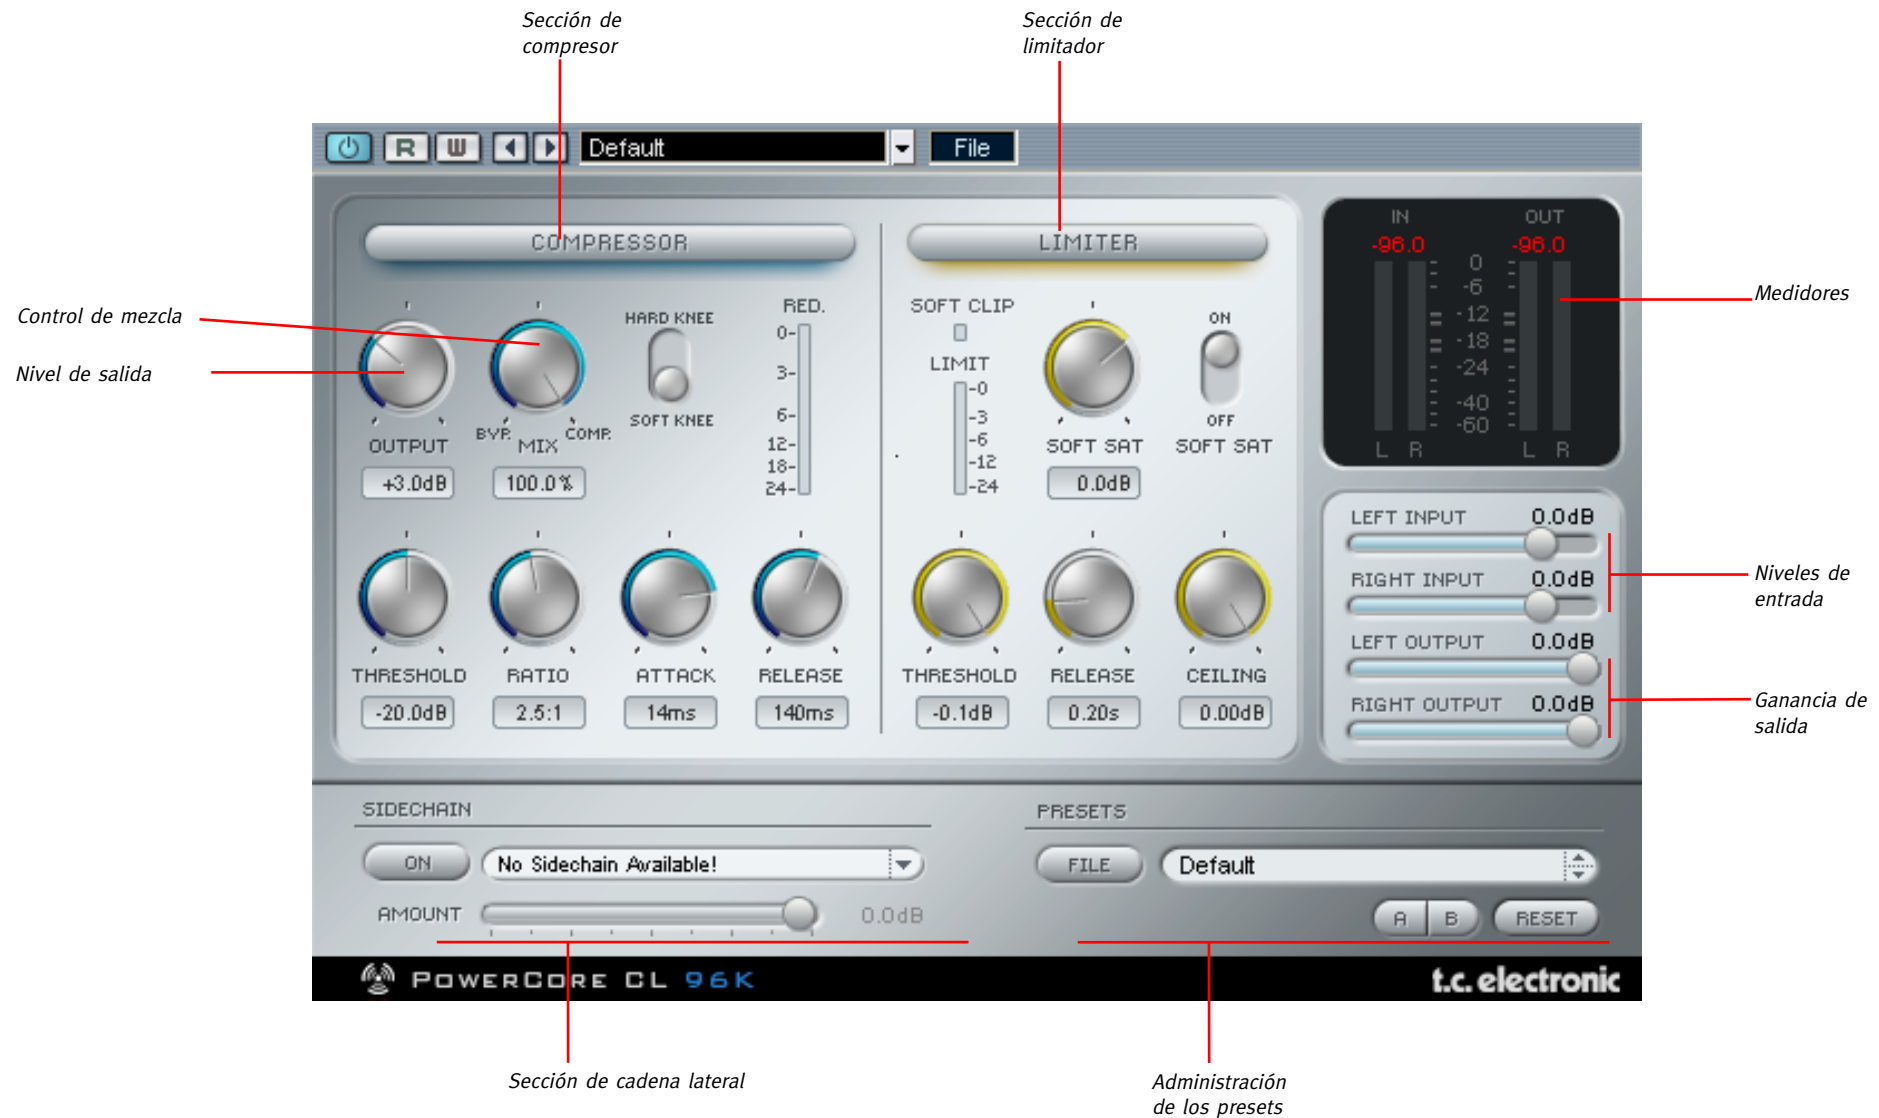 Sección de
compresor
Sección de
limitador
R W Default File
COMPRESSOR
LIMITER
IN OUT
-96.0 -96.0
0
-6
-12
-18
-24
-40
-60
L R L R
Medidores
Control de mezcla
Nivel de salida
HARD KNEE
SOFT KNEE
RED.
0-
3-
6-
12-
18-
24-
BYP. COMP.
OUTPUT MIX
+3.0dB 100.0%
SOFT CLIP
LIMIT
-0
-3
-6
-12
-24
ON
OFF
SOFT SAT SOFT SAT
0.0dB
THRESHOLD RATIO ATTACK RELEASE
-20.0dB 2.5:1 14ms 140ms
THRESHOLD RELEASE CEILING
-0.1dB 0.20s 0.00dB
LEFT INPUT 0.0dB
RIGHT INPUT 0.0dB
LEFT OUTPUT 0.0dB
RIGHT OUTPUT 0.0dB
Niveles de
entrada
Ganancia de
salida
SIDECHAIN
ON No Sidechain Available!
AMOUNT 0.0dB
PRESETS
FILE Default
A B RESET
POWERCORE CL 96K
t.c. electronic
Sección de cadena lateral
Administración
de los presets